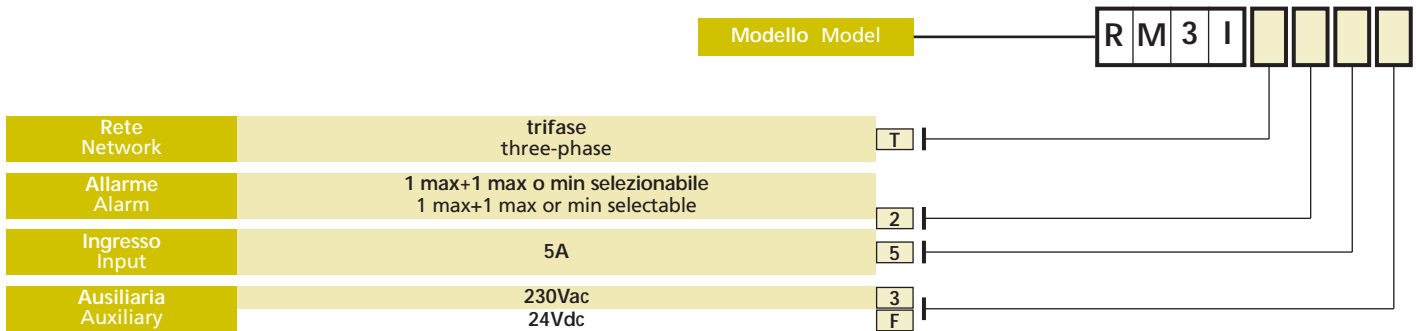 Modello Model
R M 3 I
Rete
Network
trifase
three-phase
T
Allarme
Alarm
1 max+1 max o min selezionabile
1 max+1 max or min selectable
2
Ingresso
Input
5A
5
Ausiliaria
Auxiliary
230Vac
3
24Vdc
F